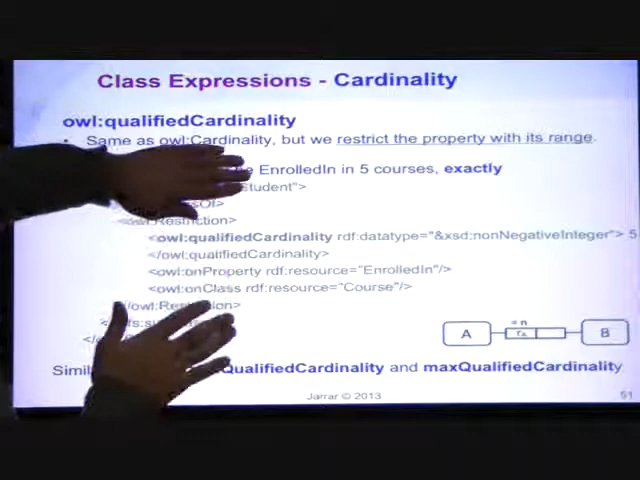 Class Expressions - Cardinality
owl:qualifiedCardinality
• Same as owl:Cardinality, but we restrict the property with its range.
EnrolledIn in 5 courses, exactly
Student">
Of>
Restriction>
<owl:qualifiedCardinality rdf:datatype="&xsd:nonNegativeInteger"> 5
</owl:qualifiedCardinality>
<owl:onProperty rdf:resource="EnrolledIn"/>
<owl:onClass rdf:resource="Course"/>
</owl:Restriction>
= n
A
B
QualifiedCardinality and maxQualifiedCardinality
Jarrar © 2013
51